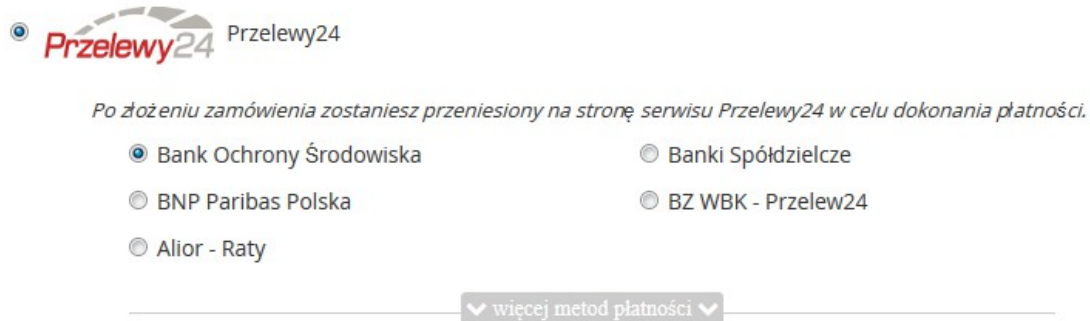 Przelewy24 Przelewy24
Po złożeniu zamówienia zostaniesz przeniesiony na stronę serwisu Przelewy24 w celu dokonania płatności.
Bank Ochrony Środowiska
Banki Spółdzielcze
BNP Paribas Polska
BZ WBK - Przelew24
Alior - Raty
więcej metod płatności